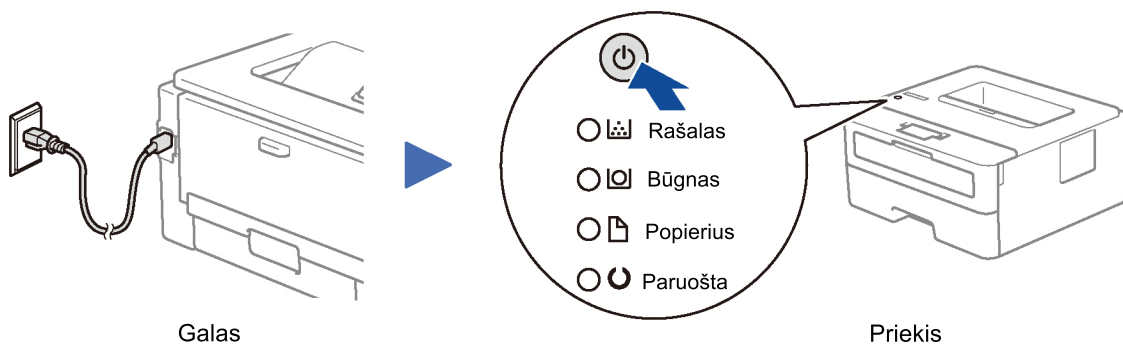 Rašalas
Būgnas
Popierius
Paruošta
Galas
Priekis